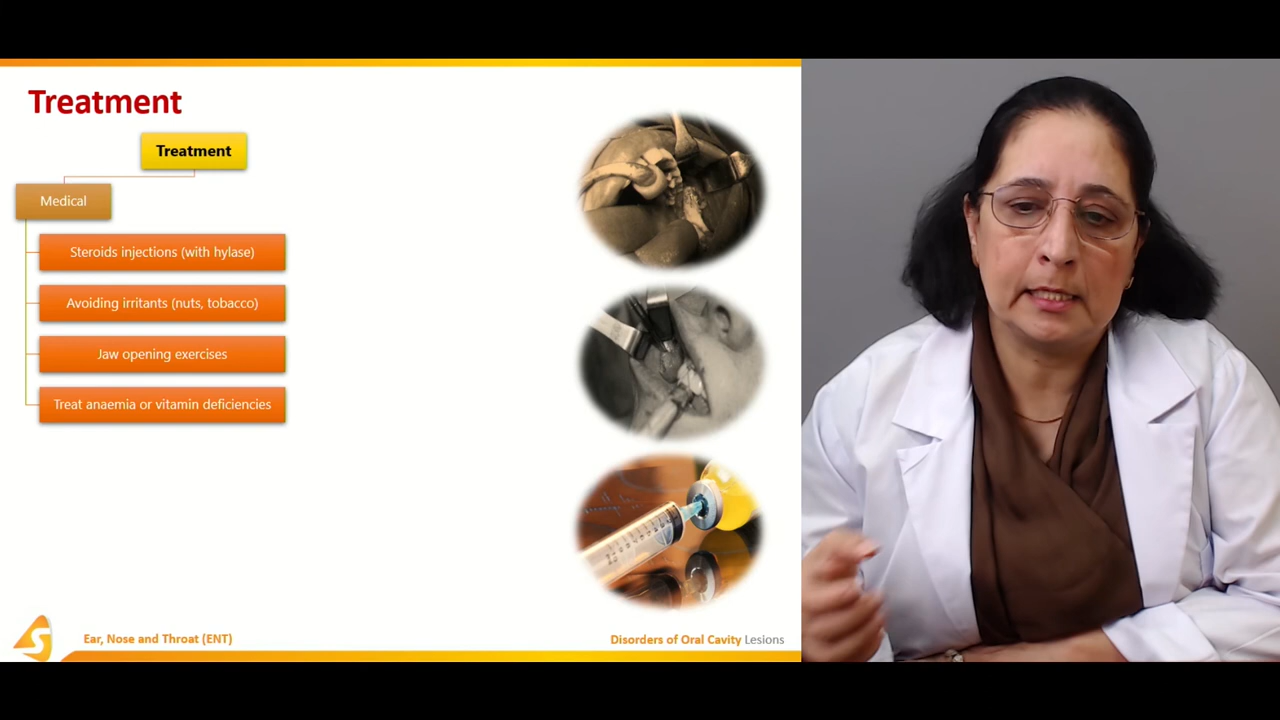 Treatment
Treatment
Medical
Steroids injections (with hylase)
Avoiding irritants (nuts, tobacco)
Jaw opening exercises
Treat anaemia or vitamin deficiencies
Ear, Nose and Throat (ENT)
Disorders of Oral Cavity Lesions